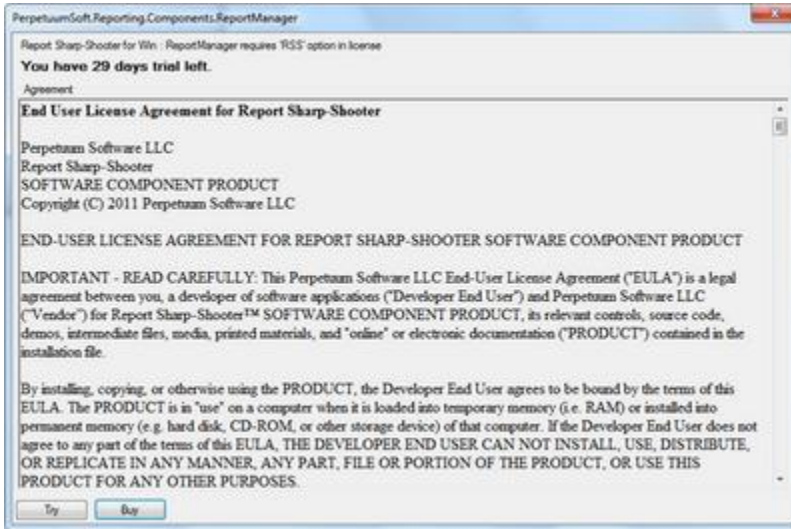 PerpetuumSoft.Reporting.Components.ReportManager
Report Sharp-Shooter for Win : ReportManager requires 'RSS' option in license
You have 29 days trial left.
Agreement
End User License Agreement for Report Sharp-Shooter
Perpetuum Software LLC
Report Sharp-Shooter
SOFTWARE COMPONENT PRODUCT
Copyright (C) 2011 Perpetuum Software LLC
END-USER LICENSE AGREEMENT FOR REPORT SHARP-SHOOTER SOFTWARE COMPONENT PRODUCT
IMPORTANT - READ CAREFULLY: This Perpetuum Software LLC End-User License Agreement ("EULA") is a legal
agreement between you, a developer of software applications ("Developer End User") and Perpetuum Software LLC
("Vendor") for Report Sharp-Shooter™ SOFTWARE COMPONENT PRODUCT, its relevant controls, source code,
demos, intermediate files, media, printed materials, and "online" or electronic documentation ("PRODUCT") contained in the
installation file.
By installing, copying, or otherwise using the PRODUCT, the Developer End User agrees to be bound by the terms of this
EULA. The PRODUCT is in "use" on a computer when it is loaded into temporary memory (i.e. RAM) or installed into
permanent memory (e.g. hard disk, CD-ROM, or other storage device) of that computer. If the Developer End User does not
agree to any part of the terms of this EULA, THE DEVELOPER END USER CAN NOT INSTALL, USE, DISTRIBUTE,
OR REPLICATE IN ANY MANNER, ANY PART, FILE OR PORTION OF THE PRODUCT, OR USE THIS
PRODUCT FOR ANY OTHER PURPOSES.
Try
Buy